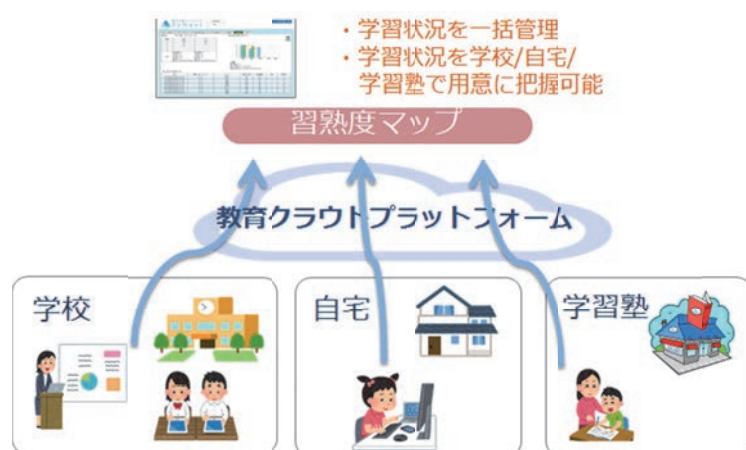 ・学習状況を一括管理
・学習状況を学校/自宅/
学習塾で用意に把握可能
習熟度マップ
教育クラウトプラットフォーム
学校
自宅
学習塾